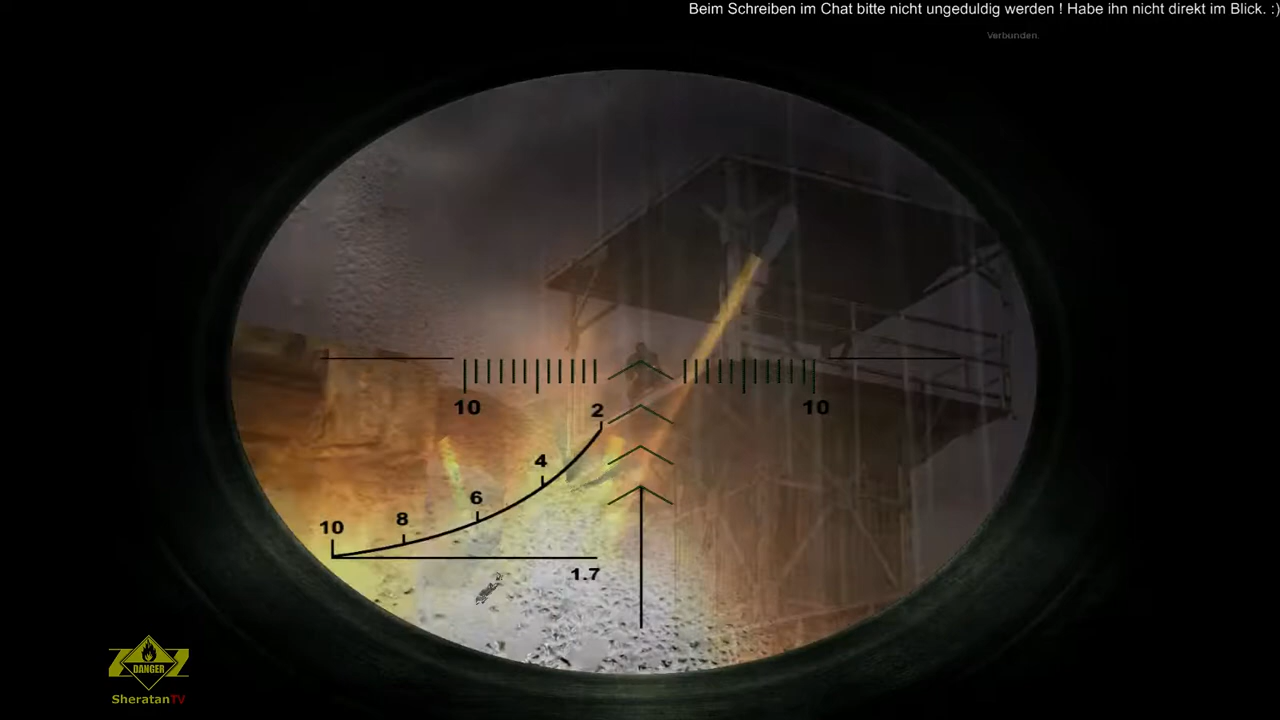 Beim Schreiben im Chat bitte nicht ungeduldig werden ! Habe ihn nicht direkt im Blick. :)
Verbunden.
10
10
2
4
6
8
10
1.7
DANGER
SheratanTV